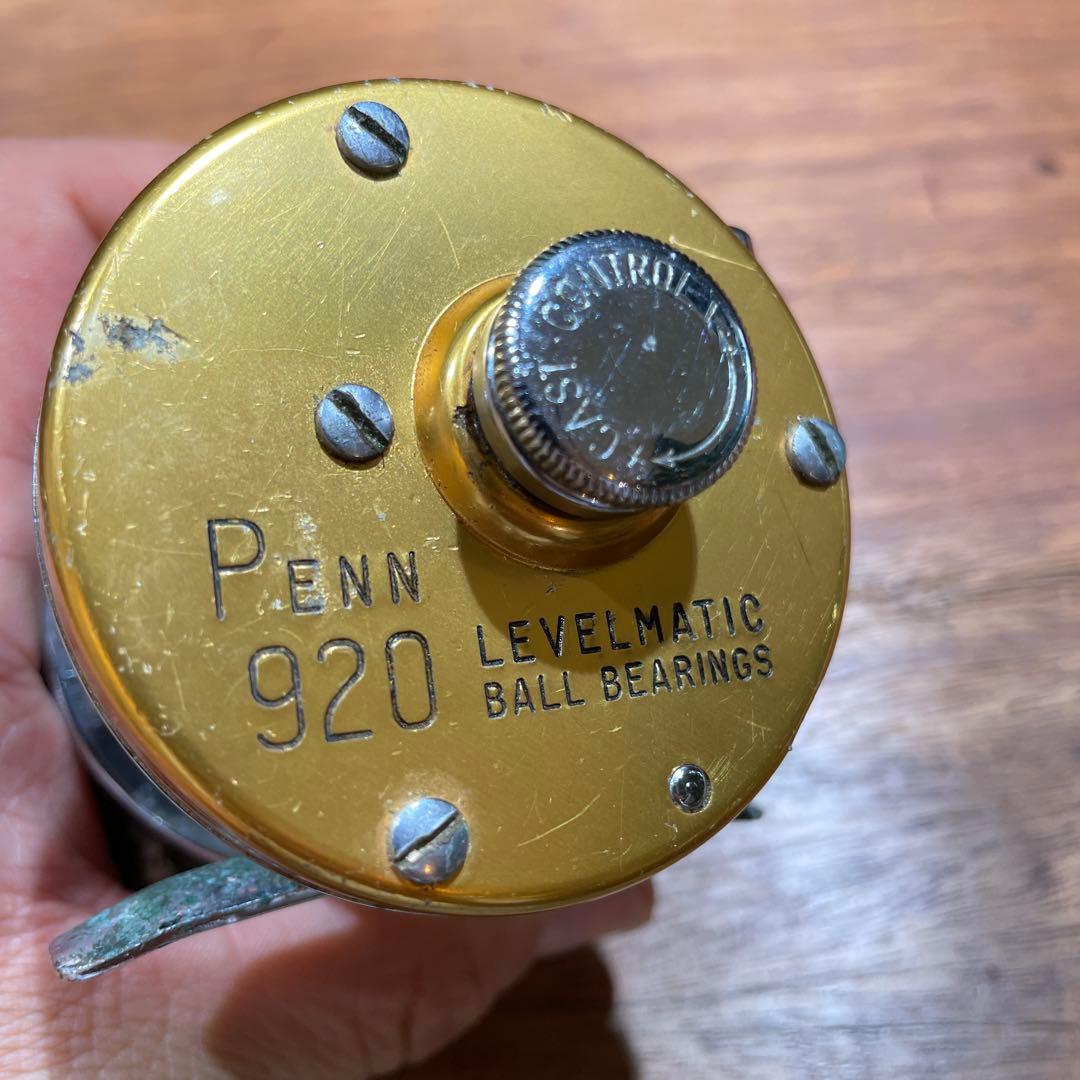 CAST CONTROL
PENN
920 LEVELMATIC
BALL BEARINGS